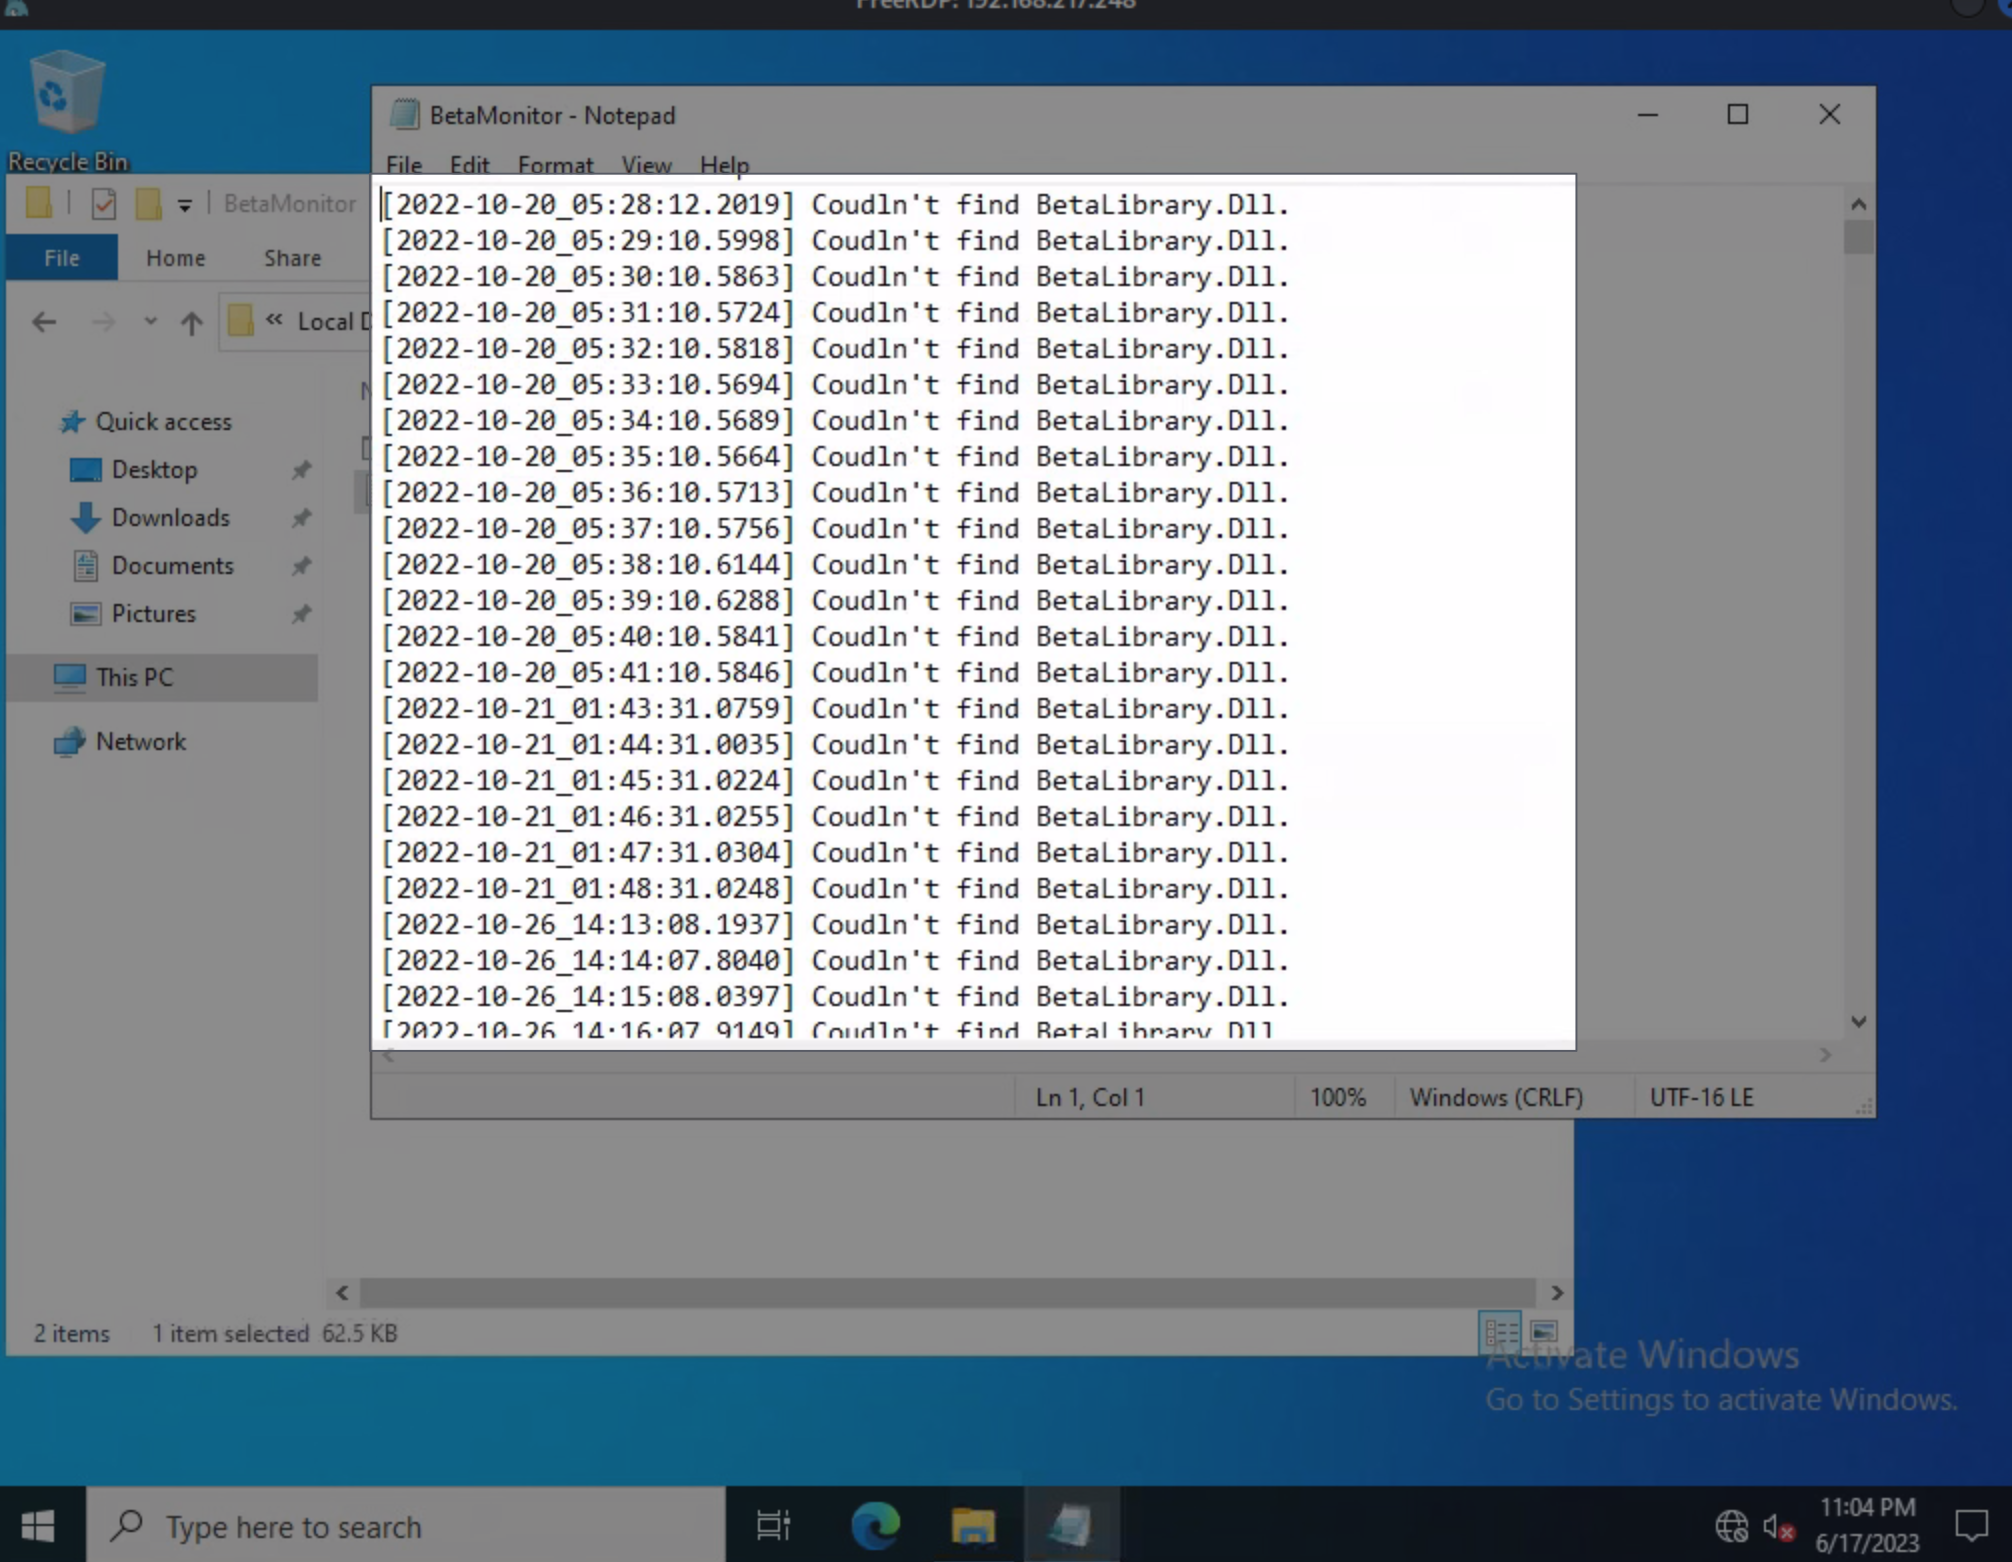 FreeRDP: 192.168.217.248
Recycle Bin
BetaMonitor - Notepad
File Edit Format View Help
BetaMonitor
File Home Share
« Local D
Quick access
Desktop
Downloads
Documents
Pictures
This PC
Network
[2022-10-20_05:28:12.2019] Coudln't find BetaLibrary.Dll.
[2022-10-20_05:29:10.5998] Coudln't find BetaLibrary.Dll.
[2022-10-20_05:30:10.5863] Coudln't find BetaLibrary.Dll.
[2022-10-20_05:31:10.5724] Coudln't find BetaLibrary.Dll.
[2022-10-20_05:32:10.5818] Coudln't find BetaLibrary.Dll.
[2022-10-20_05:33:10.5694] Coudln't find BetaLibrary.Dll.
[2022-10-20_05:34:10.5689] Coudln't find BetaLibrary.Dll.
[2022-10-20_05:35:10.5664] Coudln't find BetaLibrary.Dll.
[2022-10-20_05:36:10.5713] Coudln't find BetaLibrary.Dll.
[2022-10-20_05:37:10.5756] Coudln't find BetaLibrary.Dll.
[2022-10-20_05:38:10.6144] Coudln't find BetaLibrary.Dll.
[2022-10-20_05:39:10.6288] Coudln't find BetaLibrary.Dll.
[2022-10-20_05:40:10.5841] Coudln't find BetaLibrary.Dll.
[2022-10-20_05:41:10.5846] Coudln't find BetaLibrary.Dll.
[2022-10-21_01:43:31.0759] Coudln't find BetaLibrary.Dll.
[2022-10-21_01:44:31.0035] Coudln't find BetaLibrary.Dll.
[2022-10-21_01:45:31.0224] Coudln't find BetaLibrary.Dll.
[2022-10-21_01:46:31.0255] Coudln't find BetaLibrary.Dll.
[2022-10-21_01:47:31.0304] Coudln't find BetaLibrary.Dll.
[2022-10-21_01:48:31.0248] Coudln't find BetaLibrary.Dll.
[2022-10-26_14:13:08.1937] Coudln't find BetaLibrary.Dll.
[2022-10-26_14:14:07.8040] Coudln't find BetaLibrary.Dll.
[2022-10-26_14:15:08.0397] Coudln't find BetaLibrary.Dll.
[2022-10-26_14:16:07.9149] Coudln't find BetaLibrary.Dll.
Ln 1, Col 1 100% Windows (CRLF) UTF-16 LE
2 items 1 item selected 62.5 KB
Activate Windows
Go to Settings to activate Windows.
Type here to search
11:04 PM
6/17/2023